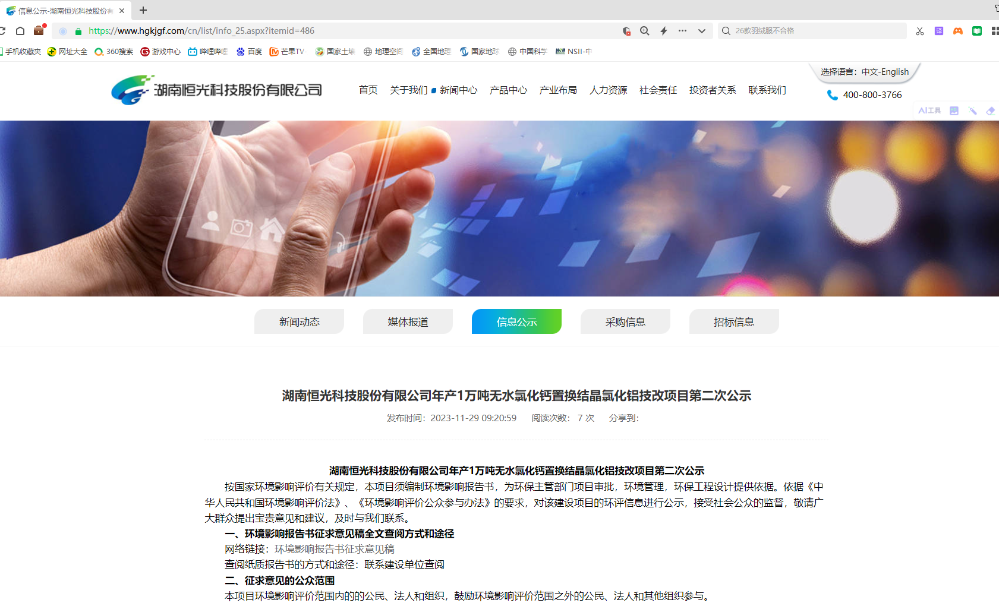 信息公示-湖南恒光科技股份有
https://www.hgkjgf.com/cn/list/info_25.aspx?itemid=486
26款羽绒服不合格
译
手机收藏夹 网址大全 360搜索 游戏中心 哔哩哔哩 百度 芒果TV- 国家土壤 地理空间 全国地理 国家地球 中国科学 NSII-中
选择语言：中文-English
湖南恒光科技股份有限公司
首页 关于我们 新闻中心 产品中心 产业布局 人力资源 社会责任 投资者关系 联系我们
400-800-3766
AI工具
新闻动态 媒体报道 信息公示 采购信息 招标信息
湖南恒光科技股份有限公司年产1万吨无水氯化钙置换结晶氯化铝技改项目第二次公示
发布时间：2023-11-29 09:20:59 阅读次数： 7 次 分享到：
湖南恒光科技股份有限公司年产1万吨无水氯化钙置换结晶氯化铝技改项目第二次公示
按国家环境影响评价有关规定，本项目须编制环境影响报告书，为环保主管部门项目审批，环境管理，环保工程设计提供依据。依据《中
华人民共和国环境影响评价法》、《环境影响评价公众参与办法》的要求，对该建设项目的环评信息进行公示，接受社会公众的监督，敬请广
大群众提出宝贵意见和建议，及时与我们联系。
一、环境影响报告书征求意见稿全文查阅方式和途径
网络链接：环境影响报告书征求意见稿
查阅纸质报告书的方式和途径：联系建设单位查阅
二、征求意见的公众范围
本项目环境影响评价范围内的的公民、法人和组织，鼓励环境影响评价范围之外的公民、法人和其他组织参与。